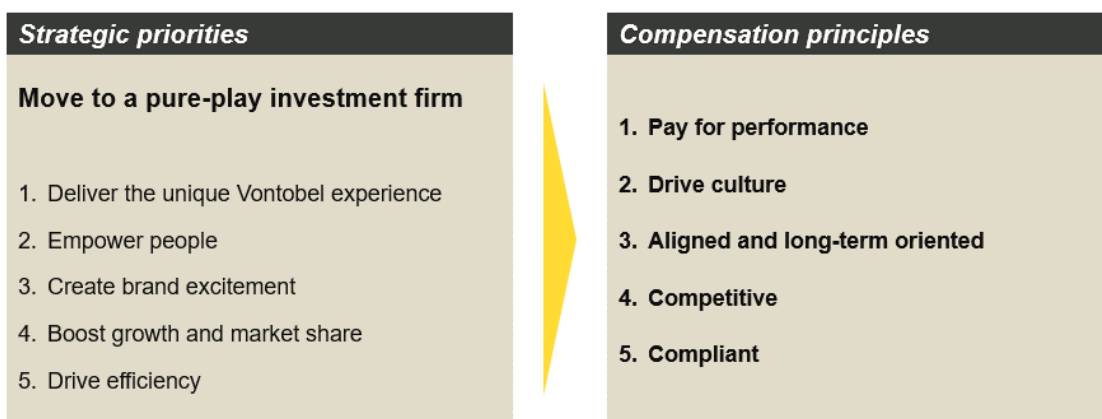 Strategic priorities
Move to a pure-play investment firm
1. Deliver the unique Vontobel experience
2. Empower people
3. Create brand excitement
4. Boost growth and market share
5. Drive efficiency
Compensation principles
1. Pay for performance
2. Drive culture
3. Aligned and long-term oriented
4. Competitive
5. Compliant